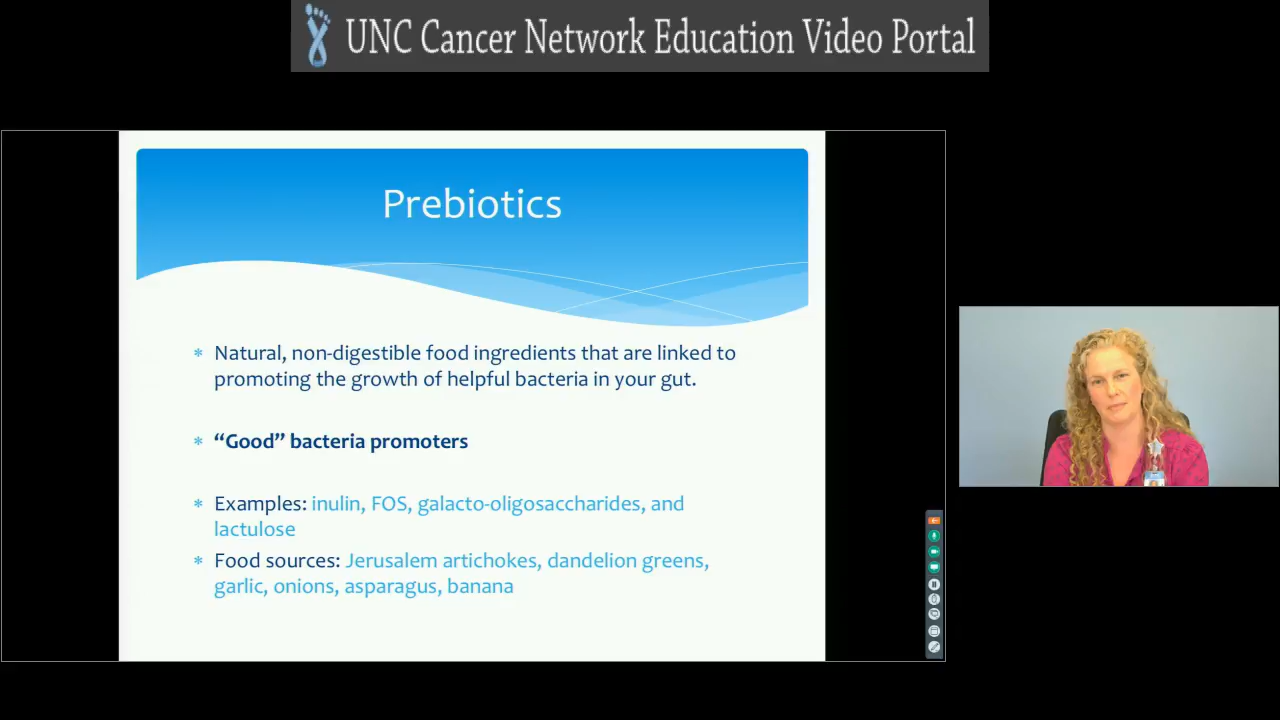 UNC Cancer Network Education Video Portal
Prebiotics
* Natural, non-digestible food ingredients that are linked to
promoting the growth of helpful bacteria in your gut.
* “Good” bacteria promoters
* Examples: inulin, FOS, galacto-oligosaccharides, and
lactulose
* Food sources: Jerusalem artichokes, dandelion greens,
garlic, onions, asparagus, banana